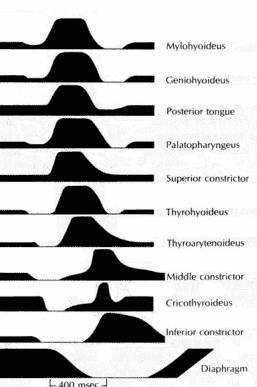 Mylohyoideus
Geniohyoideus
Posterior tongue
Palatopharyngeus
Superior constrictor
Thyrohyoideus
Thyroarytenoideus
Middle constrictor
Cricothyroideus
Inferior constrictor
Diaphragm
400 msec